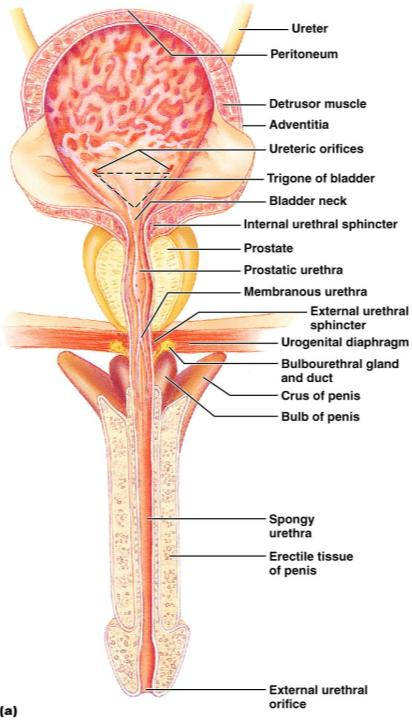 Ureter
Peritoneum
Detrusor muscle
Adventitia
Ureteric orifices
Trigone of bladder
Bladder neck
Internal urethral sphincter
Prostate
Prostatic urethra
Membranous urethra
External urethral
sphincter
Urogenital diaphragm
Bulbourethral gland
and duct
Crus of penis
Bulb of penis
Spongy
urethra
Erectile tissue
of penis
External urethral
orifice
(a)